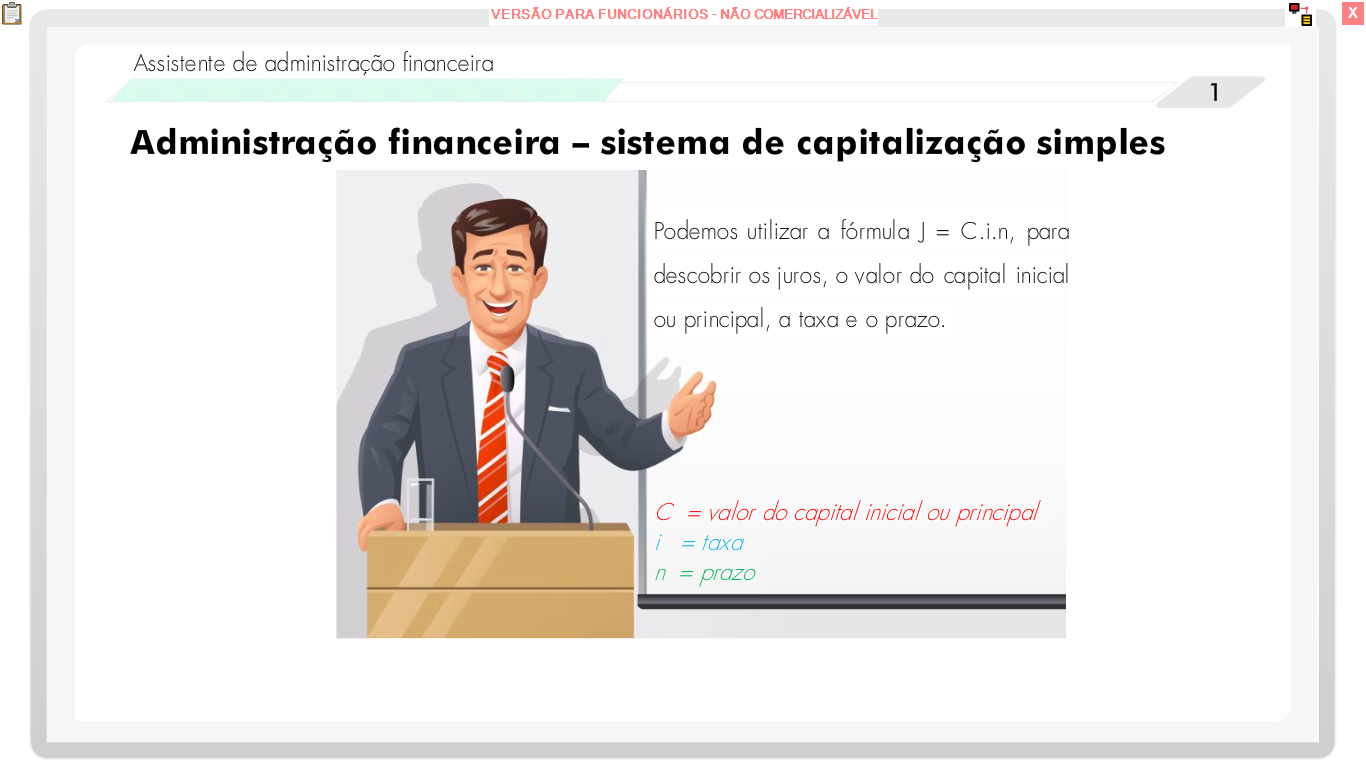 VERSÃO PARA FUNCIONÁRIOS - NÃO COMERCIALIZÁVEL
X
Assistente de administração financeira
1
Administração financeira – sistema de capitalização simples
Podemos utilizar a fórmula J = C.i.n, para
descobrir os juros, o valor do capital inicial
ou principal, a taxa e o prazo.
C = valor do capital inicial ou principal
i = taxa
n = prazo